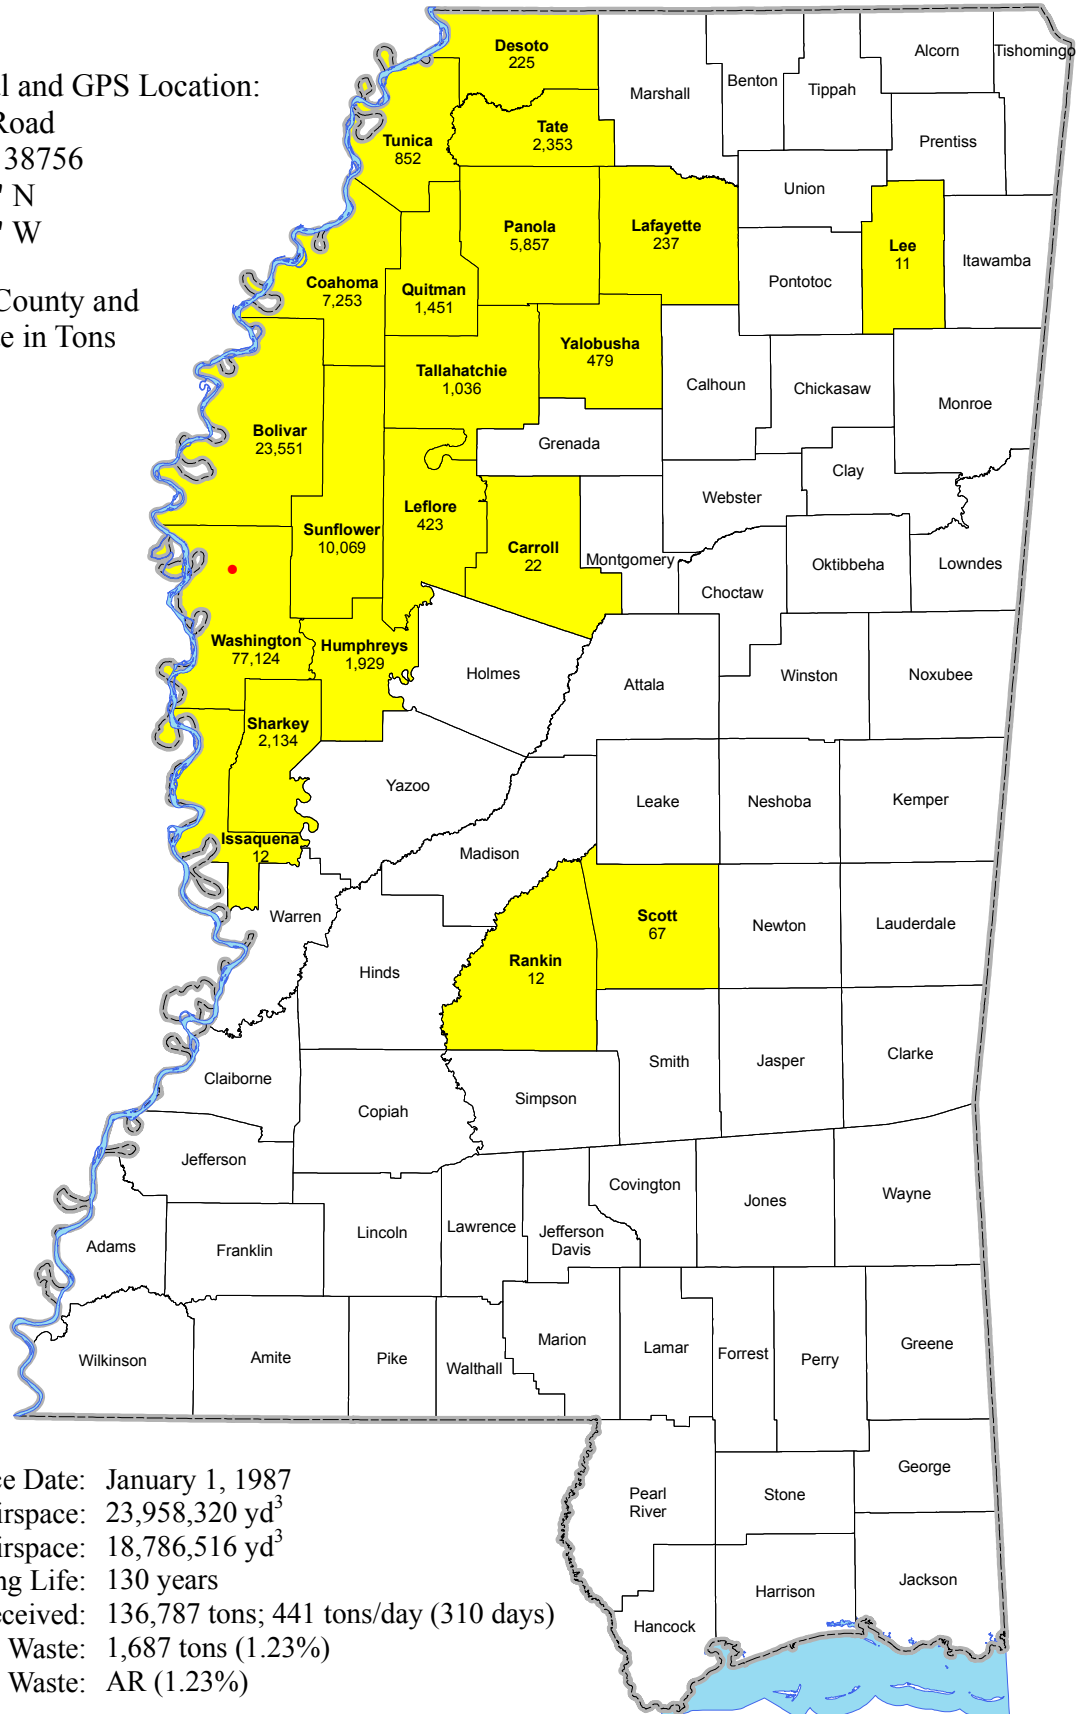 l and GPS Location:
Road
38756
' N
' W
County and
e in Tons
Desoto
225
Marshall
Benton
Tippah
Alcorn
Tishomingo
Prentiss
Tunica
852
Tate
2,353
Union
Panola
5,857
Lafayette
237
Lee
11
Itawamba
Pontotoc
Coahoma
7,253
Quitman
1,451
Yalobusha
479
Tallahatchie
1,036
Calhoun
Chickasaw
Monroe
Bolivar
23,551
Grenada
Clay
Webster
Leflore
423
Sunflower
10,069
Carroll
22
Montgomery
Oktibbeha
Lowndes
Choctaw
Washington
77,124
Humphreys
1,929
Holmes
Attala
Winston
Noxubee
Sharkey
2,134
Yazoo
Leake
Neshoba
Kemper
Issaquena
12
Madison
Warren
Scott
67
Newton
Lauderdale
Hinds
Rankin
12
Smith
Jasper
Clarke
Claiborne
Copiah
Simpson
Jefferson
Covington
Jones
Wayne
Adams
Franklin
Lincoln
Lawrence
Jefferson
Davis
Wilkinson
Amite
Pike
Walthall
Marion
Lamar
Forrest
Perry
Greene
George
Pearl
River
Stone
Harrison
Jackson
Hancock
ce Date: January 1, 1987
irspace: 23,958,320 yd³
irspace: 18,786,516 yd³
ng Life: 130 years
eceived: 136,787 tons; 441 tons/day (310 days)
Waste: 1,687 tons (1.23%)
Waste: AR (1.23%)